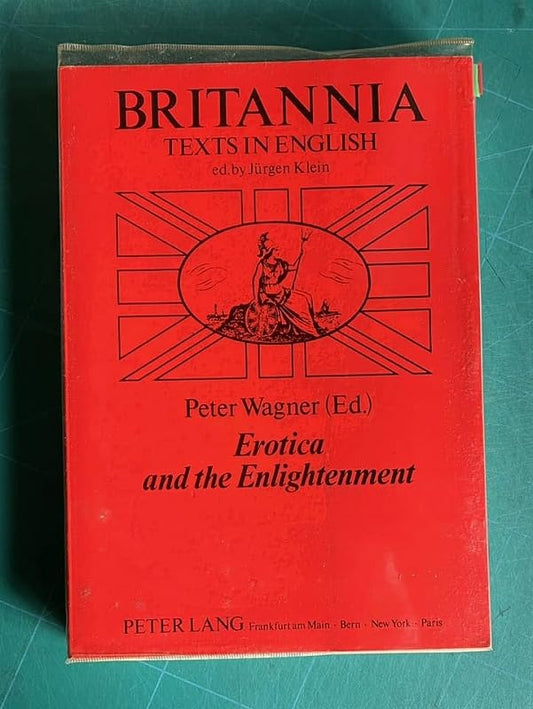 BRITANNIA
TEXTS IN ENGLISH
ed. by Jürgen Klein
Peter Wagner (Ed.)
Erotica
and the Enlightenment
PETER LANG Frankfurt am Main · Bern · New York · Paris